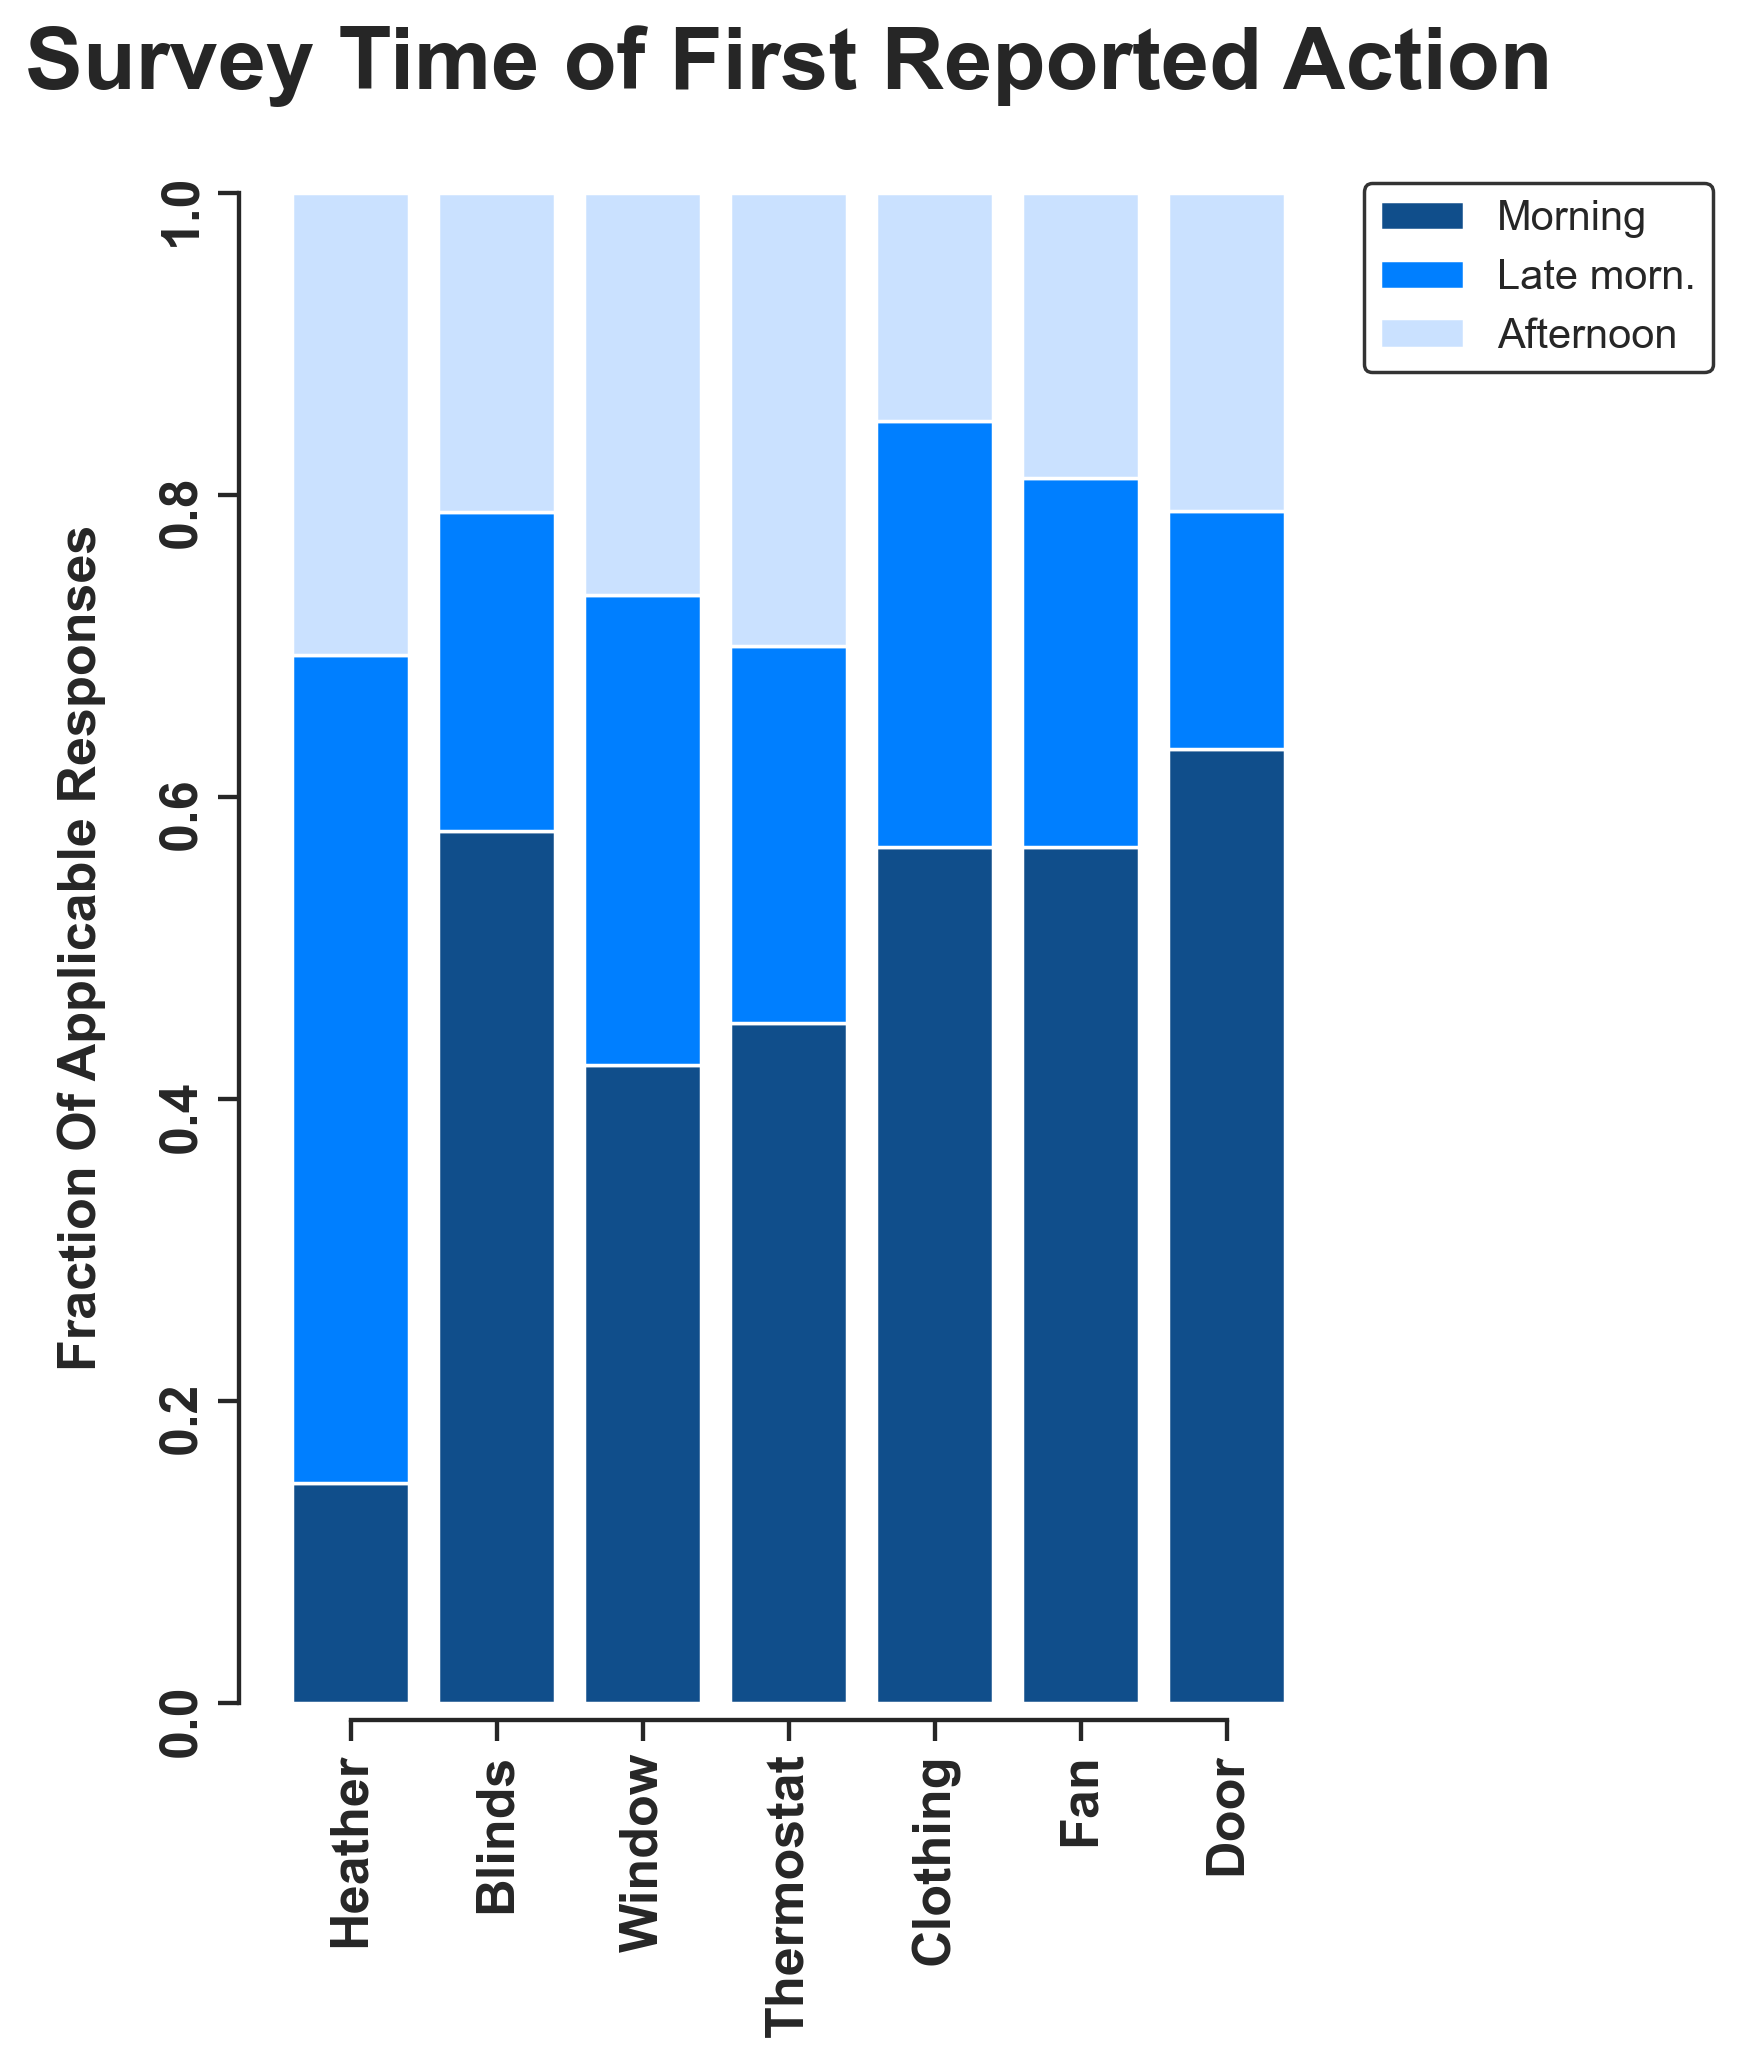 Survey Time of First Reported Action
Morning
Late morn.
Afternoon
Fraction Of Applicable Responses
1.0
0.8
0.6
0.4
0.2
0.0
Heather
Blinds
Window
Thermostat
Clothing
Fan
Door